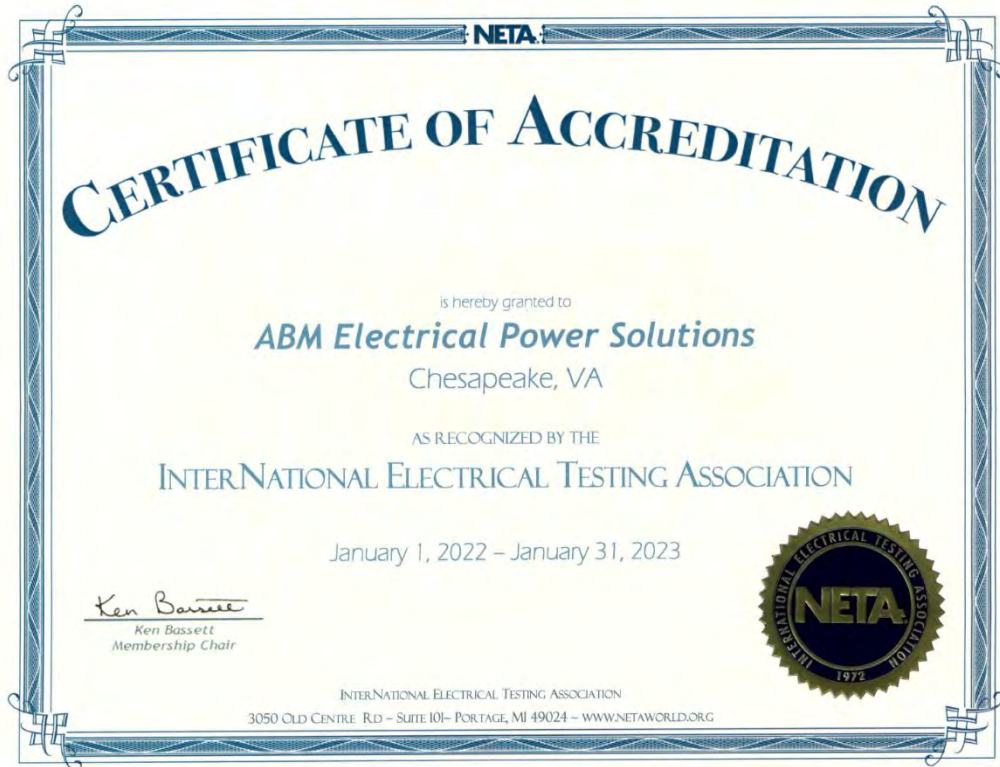 NETA
CERTIFICATE OF ACCREDITATION
is hereby granted to
ABM Electrical Power Solutions
Chesapeake, VA
AS RECOGNIZED BY THE
INTERNATIONAL ELECTRICAL TESTING ASSOCIATION
January 1, 2022 – January 31, 2023
Ken Bassett
Ken Bassett
Membership Chair
INTERNATIONAL ELECTRICAL TESTING ASSOCIATION
NETA
1972
INTERNATIONAL ELECTRICAL TESTING ASSOCIATION
3050 OLD CENTRE RD ~ SUITE 101~ PORTAGE, MI 49024 ~ WWW.NETAWORLD.ORG